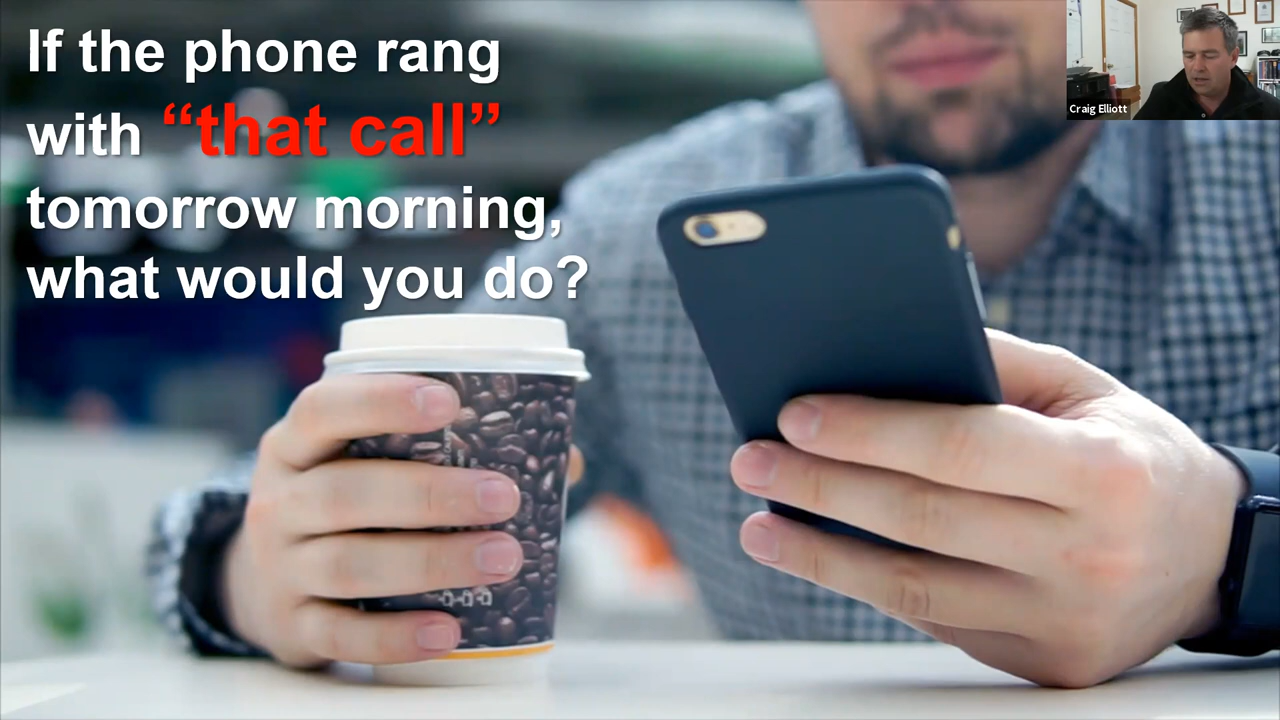 If the phone rang
with “that call”
tomorrow morning,
what would you do?
Craig Elliott